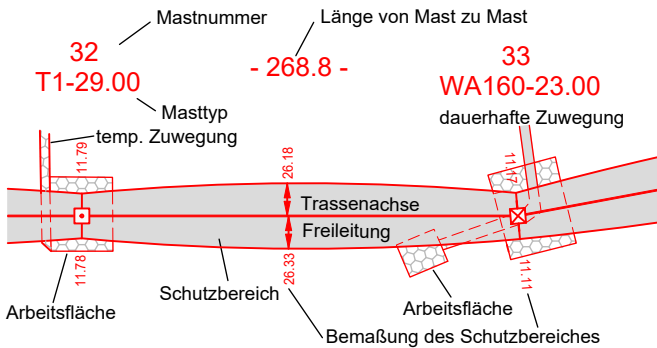 Mastnummer
Länge von Mast zu Mast
32
T1-29.00
- 268.8 -
33
WA160-23.00
Masttyp
temp. Zuwegung
dauerhafte Zuwegung
11.79
26.18
11.17
Trassenachse
Freileitung
11.78
26.33
11.11
Schutzbereich
Arbeitsfläche
Arbeitsfläche
Bemaßung des Schutzbereiches